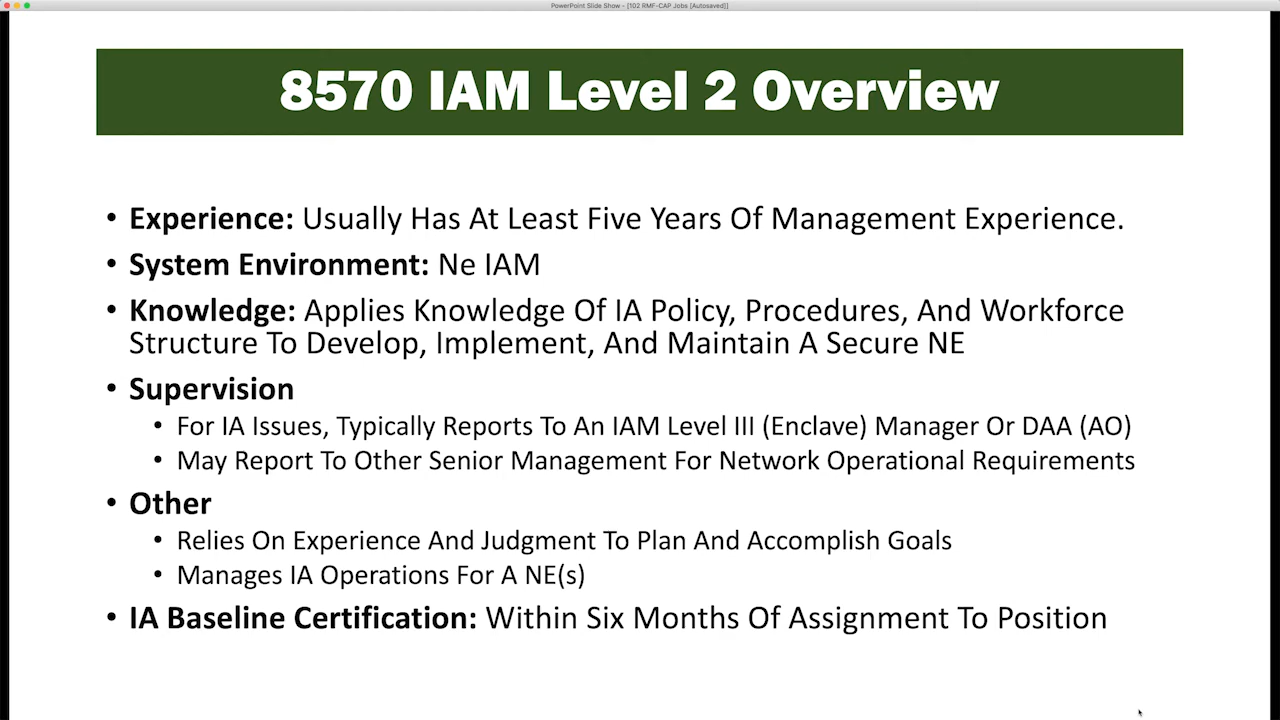 PowerPoint Slide Show - [102 RMF-CAP Jobs [Autosaved]]
8570 IAM Level 2 Overview
• Experience: Usually Has At Least Five Years Of Management Experience.
• System Environment: Ne IAM
• Knowledge: Applies Knowledge Of IA Policy, Procedures, And Workforce
Structure To Develop, Implement, And Maintain A Secure NE
• Supervision
• For IA Issues, Typically Reports To An IAM Level III (Enclave) Manager Or DAA (AO)
• May Report To Other Senior Management For Network Operational Requirements
• Other
• Relies On Experience And Judgment To Plan And Accomplish Goals
• Manages IA Operations For A NE(s)
• IA Baseline Certification: Within Six Months Of Assignment To Position